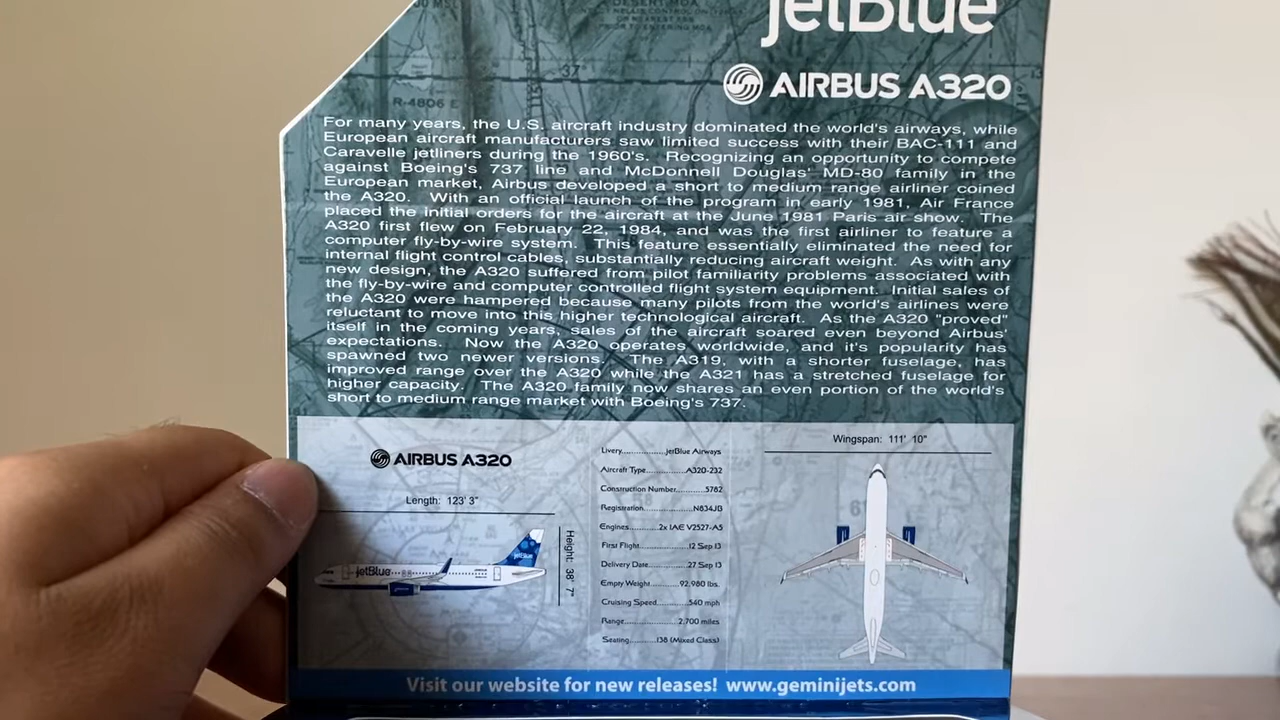 jetBlue
DESERT MOA
37°
R-4806 E
AIRBUS A320
For many years, the U.S. aircraft industry dominated the world's airways, while
European aircraft manufacturers saw limited success with their BAC-111 and
Caravelle jetliners during the 1960's. Recognizing an opportunity to compete
against Boeing's 737 line and McDonnell Douglas' MD-80 family in the
European market, Airbus developed a short to medium range airliner coined
the A320. With an official launch of the program in early 1981, Air France
placed the initial orders for the aircraft at the June 1981 Paris air show. The
A320 first flew on February 22, 1984, and was the first airliner to feature a
computer fly-by-wire system. This feature essentially eliminated the need for
internal flight control cables, substantially reducing aircraft weight. As with any
new design, the A320 suffered from pilot familiarity problems associated with
the fly-by-wire and computer controlled flight system equipment. Initial sales of
the A320 were hampered because many pilots from the world's airlines were
reluctant to move into this higher technological aircraft. As the A320 "proved"
itself in the coming years, sales of the aircraft soared even beyond Airbus'
expectations. Now the A320 operates worldwide, and it's popularity has
spawned two newer versions. The A319, with a shorter fuselage, has
improved range over the A320 while the A321 has a stretched fuselage for
higher capacity. The A320 family now shares an even portion of the world's
short to medium range market with Boeing's 737.
AIRBUS A320
Length: 123' 3"
Height: 38' 7"
jetBlue
jetBlue
Livery..........jetBlue Airways
Aircraft Type..........A320-232
Construction Number..........5782
Registration..........N834JB
Engines..........2x IAE V2527-A5
First Flight..........12 Sep 13
Delivery Date..........27 Sep 13
Empty Weight..........92,980 lbs.
Cruising Speed..........540 mph
Range..........2,700 miles
Seating..........138 (Mixed Class)
Wingspan: 111' 10"
Visit our website for new releases! www.geminijets.com